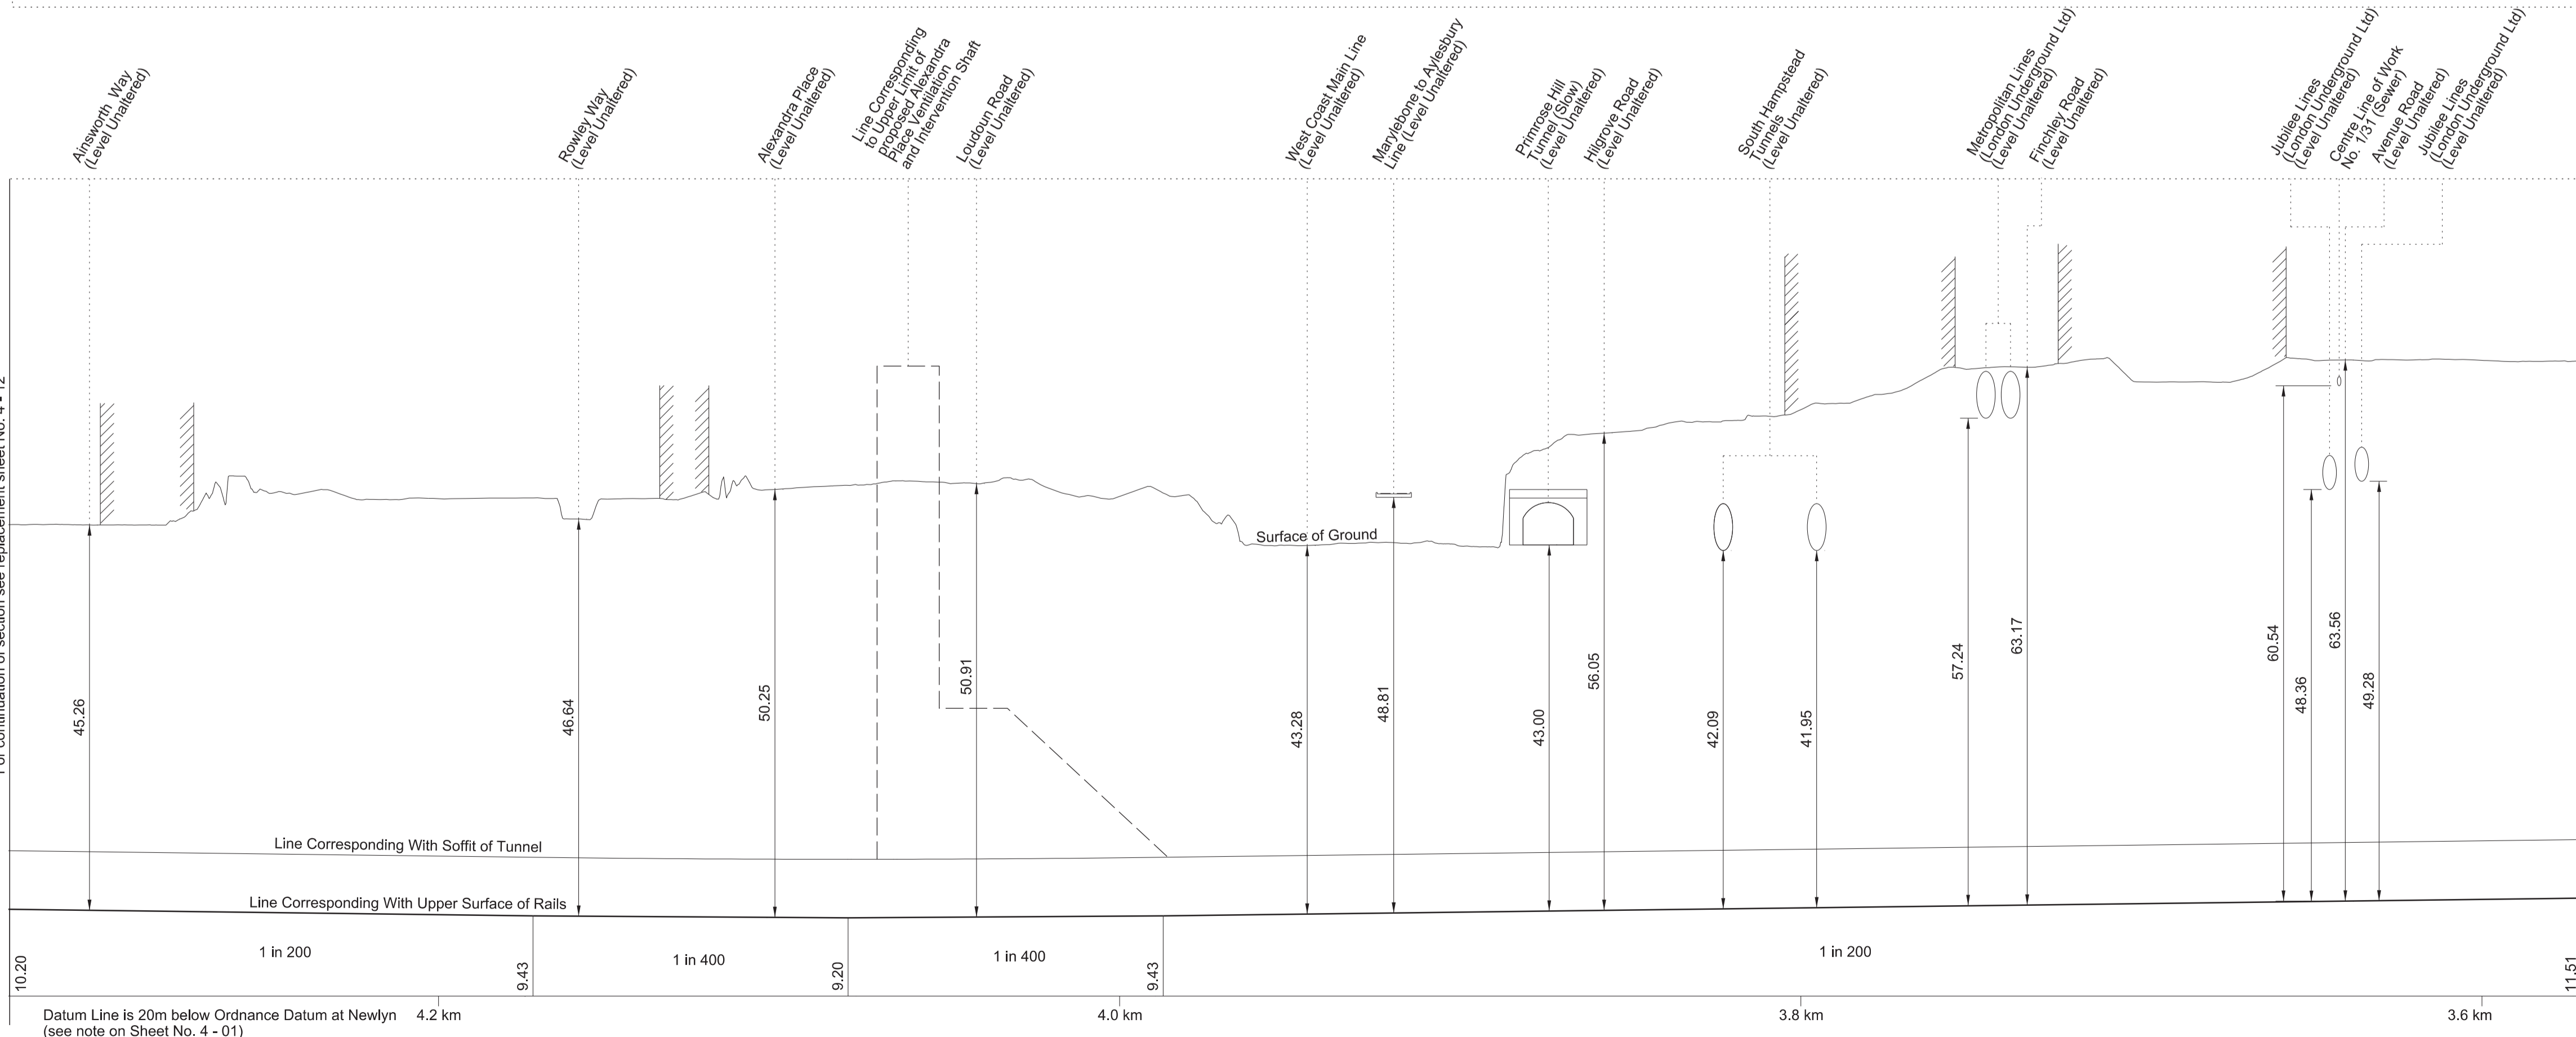 Ainsworth Way
(Level Unaltered)
Rowley Way
(Level Unaltered)
Alexandra Place
(Level Unaltered)
Line Corresponding
to Upper Limit of
proposed Alexandra
Place Ventilation
and Intervention Shaft
Loudoun Road
(Level Unaltered)
West Coast Main Line
(Level Unaltered)
Marylebone to Aylesbury
Line (Level Unaltered)
Primrose Hill
Tunnel (Slow)
(Level Unaltered)
Hilgrove Road
(Level Unaltered)
South Hampstead
Tunnels
(Level Unaltered)
Metropolitan Lines
(London Underground Ltd)
(Level Unaltered)
Finchley Road
(Level Unaltered)
Jubilee Lines
(London Underground Ltd)
(Level Unaltered)
Centre Line of Work
No. 1/31 (Sewer)
Avenue Road
(Level Unaltered)
Jubilee Lines
(London Underground Ltd)
(Level Unaltered)
For continuation of section see replacement sheet No. 4 - 12
Surface of Ground
45.26
46.64
50.25
50.91
43.28
48.81
43.00
56.05
42.09
41.95
57.24
63.17
60.54
48.36
63.56
49.28
Line Corresponding With Soffit of Tunnel
Line Corresponding With Upper Surface of Rails
10.20
1 in 200
9.43
1 in 400
9.20
1 in 400
9.43
1 in 200
11.51
Datum Line is 20m below Ordnance Datum at Newlyn
(see note on Sheet No. 4 - 01)
4.2 km
4.0 km
3.8 km
3.6 km